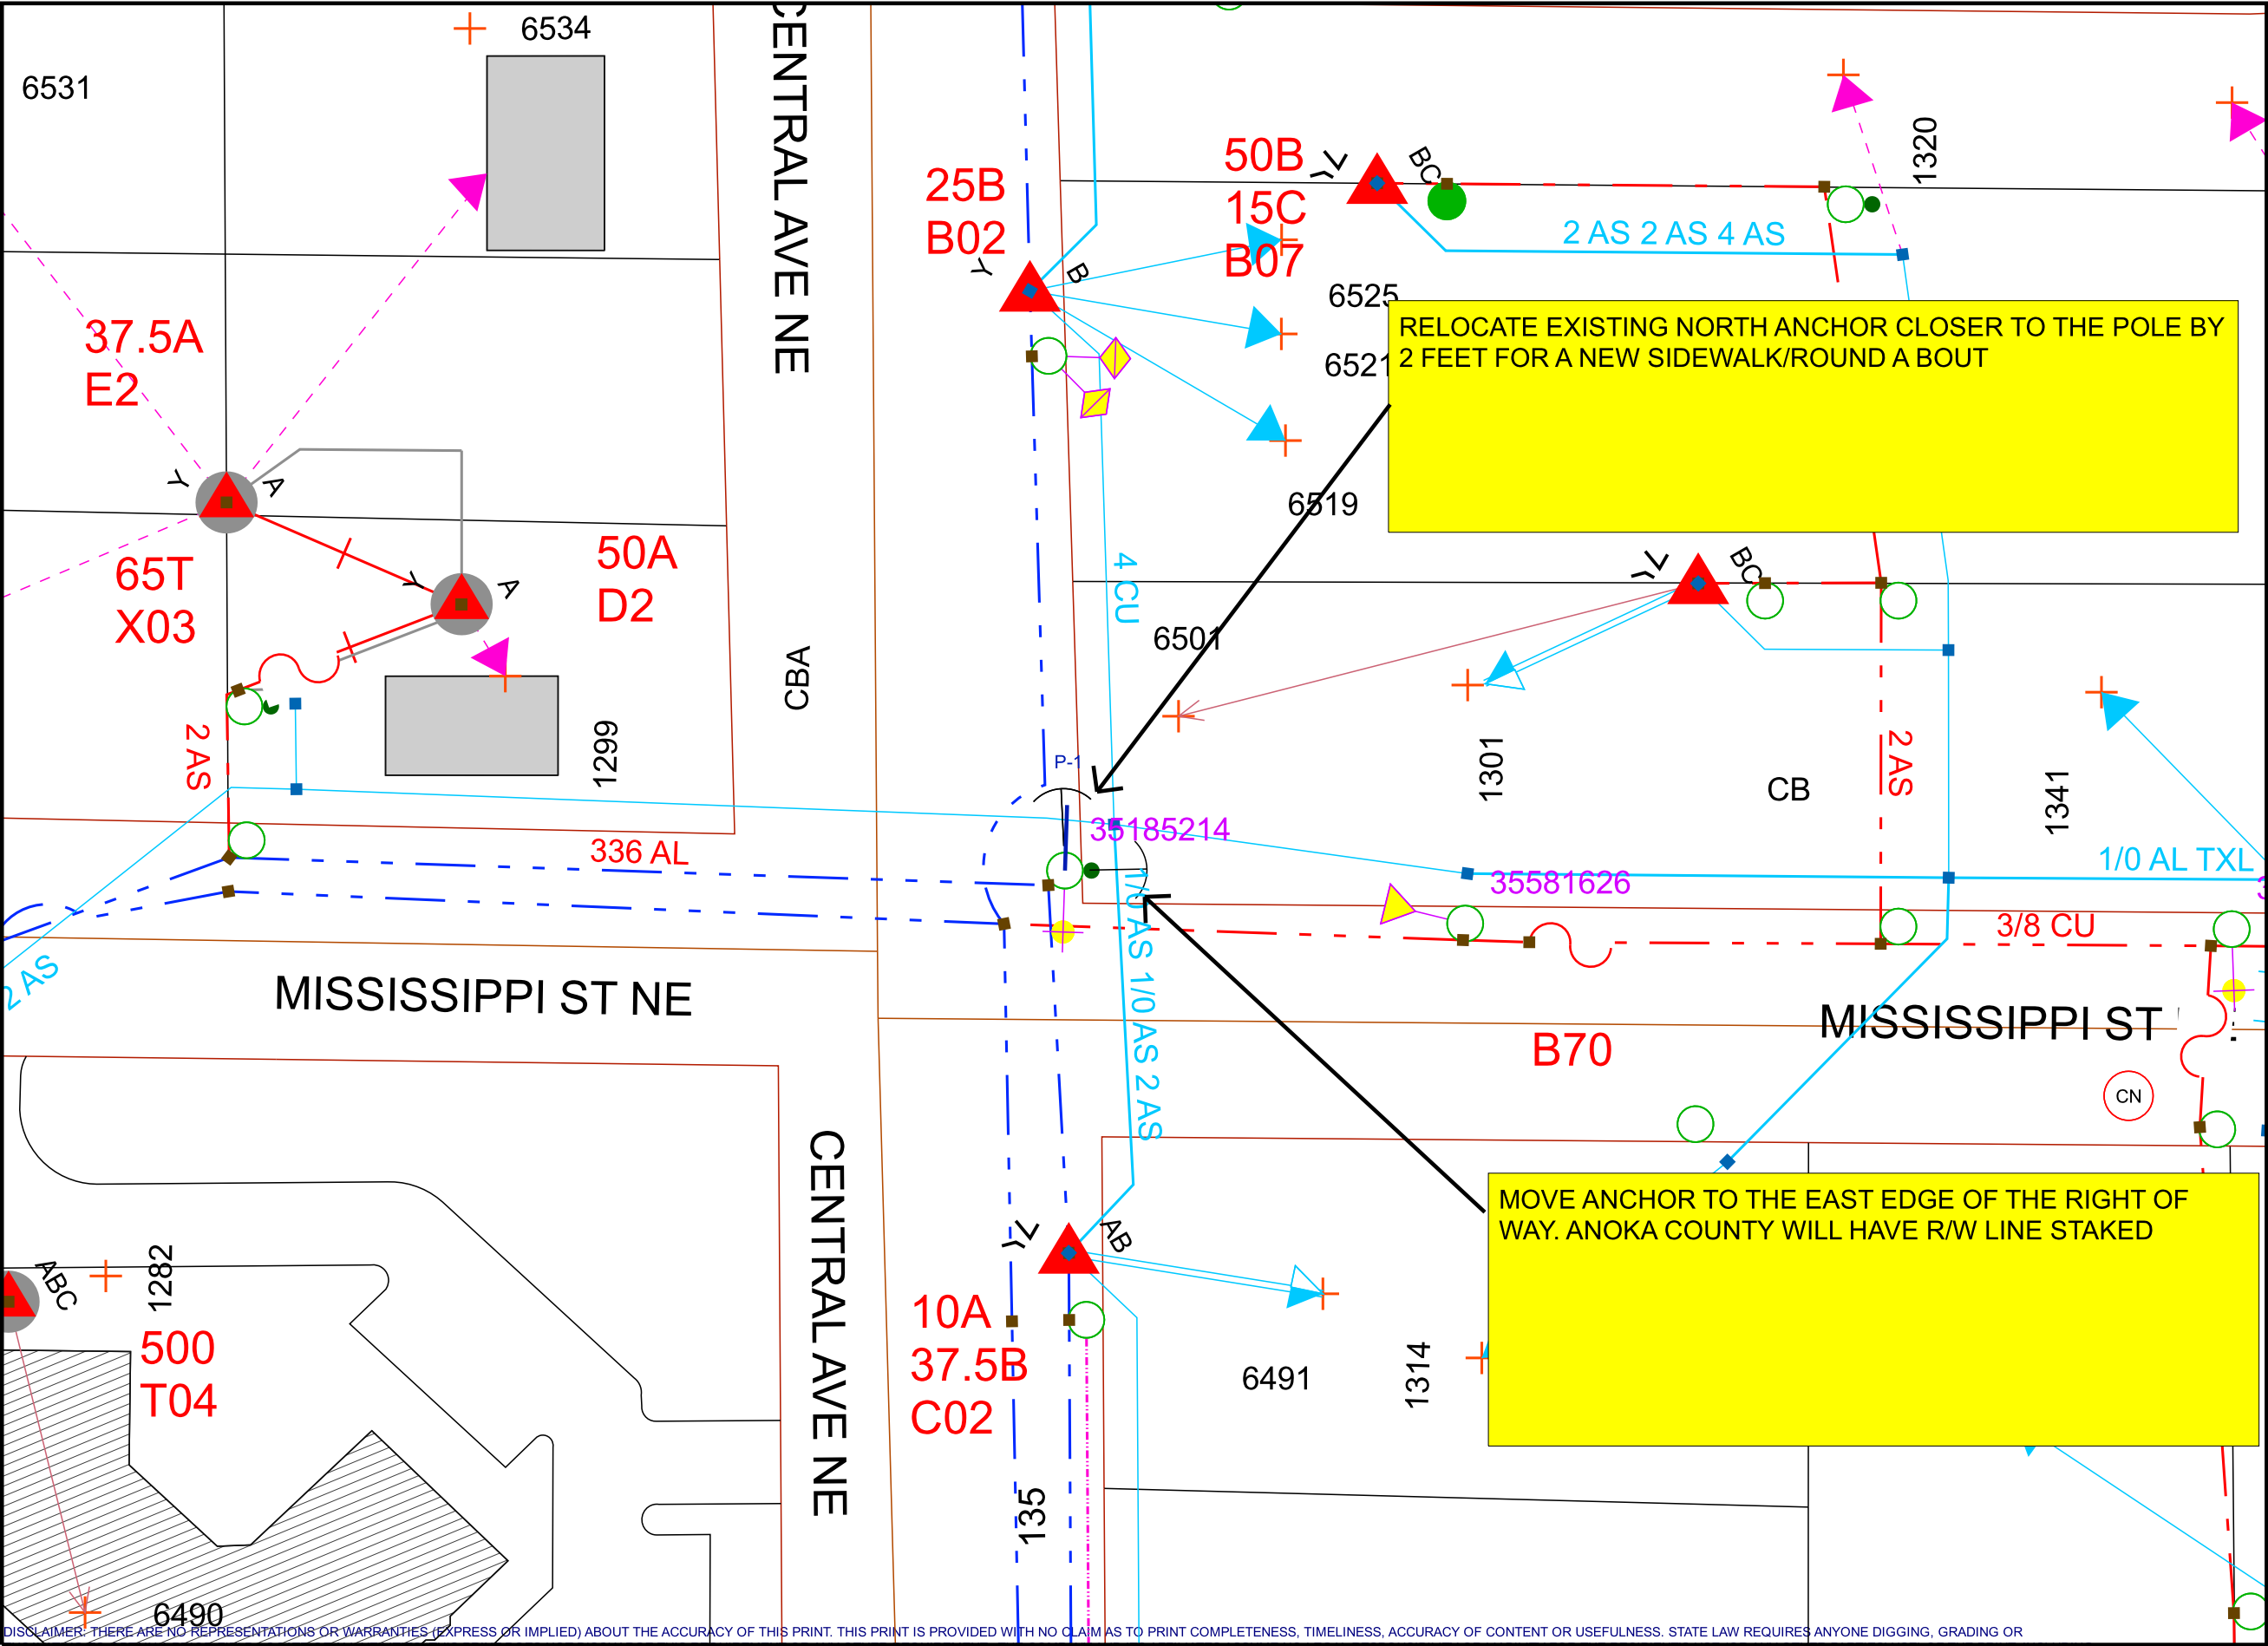 6534
6531
CENTRAL AVE NE
25B
B02
50B
15C
B07
BC
1320
2 AS 2 AS 4 AS
Y
B
6525
6521
RELOCATE EXISTING NORTH ANCHOR CLOSER TO THE POLE BY
2 FEET FOR A NEW SIDEWALK/ROUND A BOUT
37.5A
E2
Y
A
6519
65T
X03
50A
D2
Y
A
4 CU
BC
6501
CBA
2 AS
1299
P-1
1301
CB
2 AS
1341
35185214
336 AL
1/0 AL TXL
35581626
3/8 CU
2 AS
1/0 AS 1/0 AS 2 AS
MISSISSIPPI ST NE
MISSISSIPPI ST
B70
CN
CENTRAL AVE NE
MOVE ANCHOR TO THE EAST EDGE OF THE RIGHT OF
WAY. ANOKA COUNTY WILL HAVE R/W LINE STAKED
AB
ABC
1282
500
T04
10A
37.5B
C02
6491
1314
135
6490
DISCLAIMER: THERE ARE NO REPRESENTATIONS OR WARRANTIES (EXPRESS OR IMPLIED) ABOUT THE ACCURACY OF THIS PRINT. THIS PRINT IS PROVIDED WITH NO CLAIM AS TO PRINT COMPLETENESS, TIMELINESS, ACCURACY OF CONTENT OR USEFULNESS. STATE LAW REQUIRES ANYONE DIGGING, GRADING OR